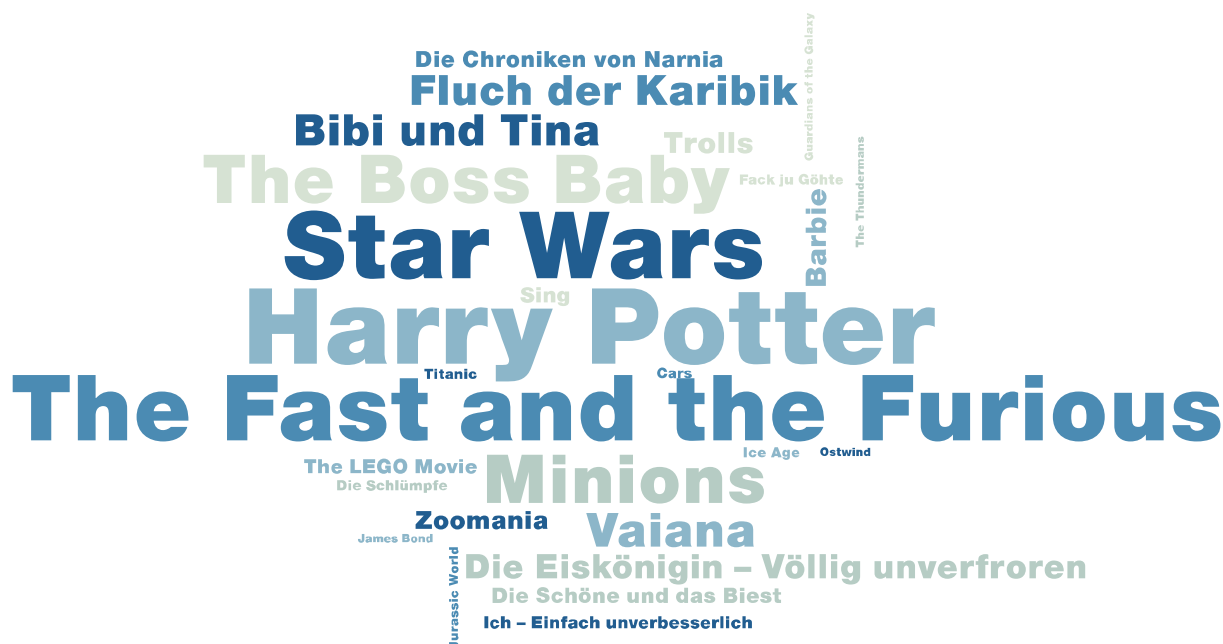 Guardians of the Galaxy
Die Chroniken von Narnia
Fluch der Karibik
Bibi und Tina
Trolls
The Thundermans
The Boss Baby
Fack ju Göhte
Barbie
Star Wars
Sing
Harry Potter
Titanic
Cars
The Fast and the Furious
Ice Age
Ostwind
The LEGO Movie
Minions
Die Schlümpfe
Zoomania
Vaiana
James Bond
Jurassic World
Die Eiskönigin – Völlig unverfroren
Die Schöne und das Biest
Ich – Einfach unverbesserlich